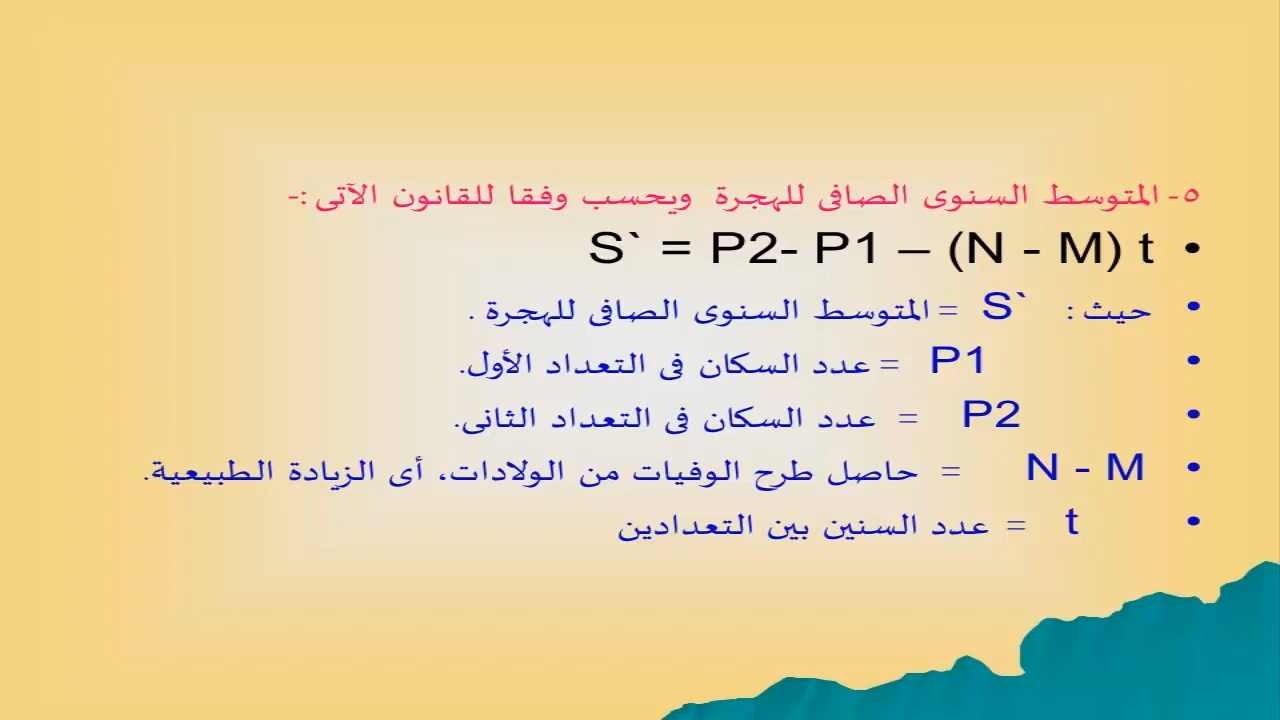 ٥- المتوسط السنوى الصافى للهجرة ويحسب وفقا للقانون الآتى :-
• S` = P2- P1 – (N - M) t
• حيث : S` = المتوسط السنوى الصافى للهجرة .
• P1 = عدد السكان فى التعداد الأول.
• P2 = عدد السكان فى التعداد الثانى.
• N - M = حاصل طرح الوفيات من الولادات، أى الزيادة الطبيعية.
• t = عدد السنين بين التعدادين